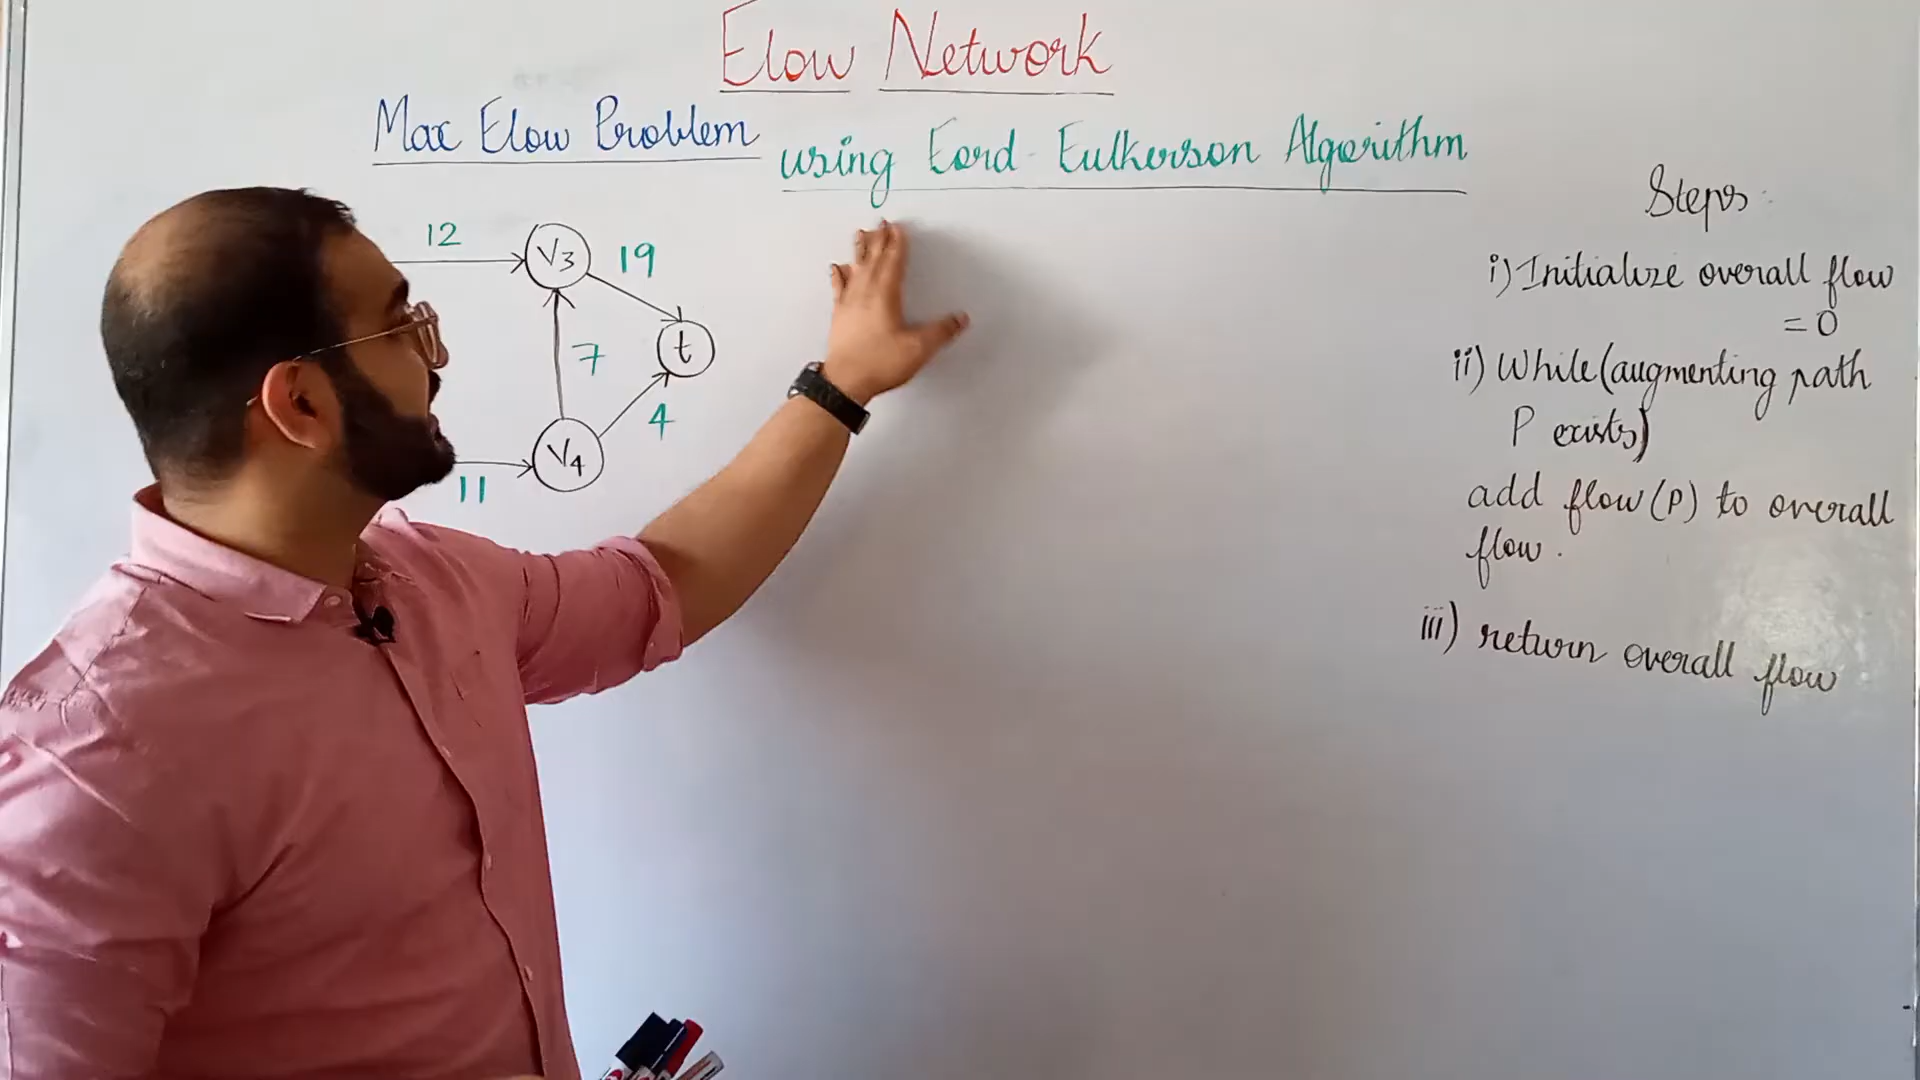 Flow Network
Max Flow Problem using Ford Fulkerson Algorithm
12
V3
19
t
7
4
V4
11
Steps:
i) Initialize overall flow
= 0
ii) While (augmenting path
P exists)
add flow (P) to overall
flow.
iii) return overall flow